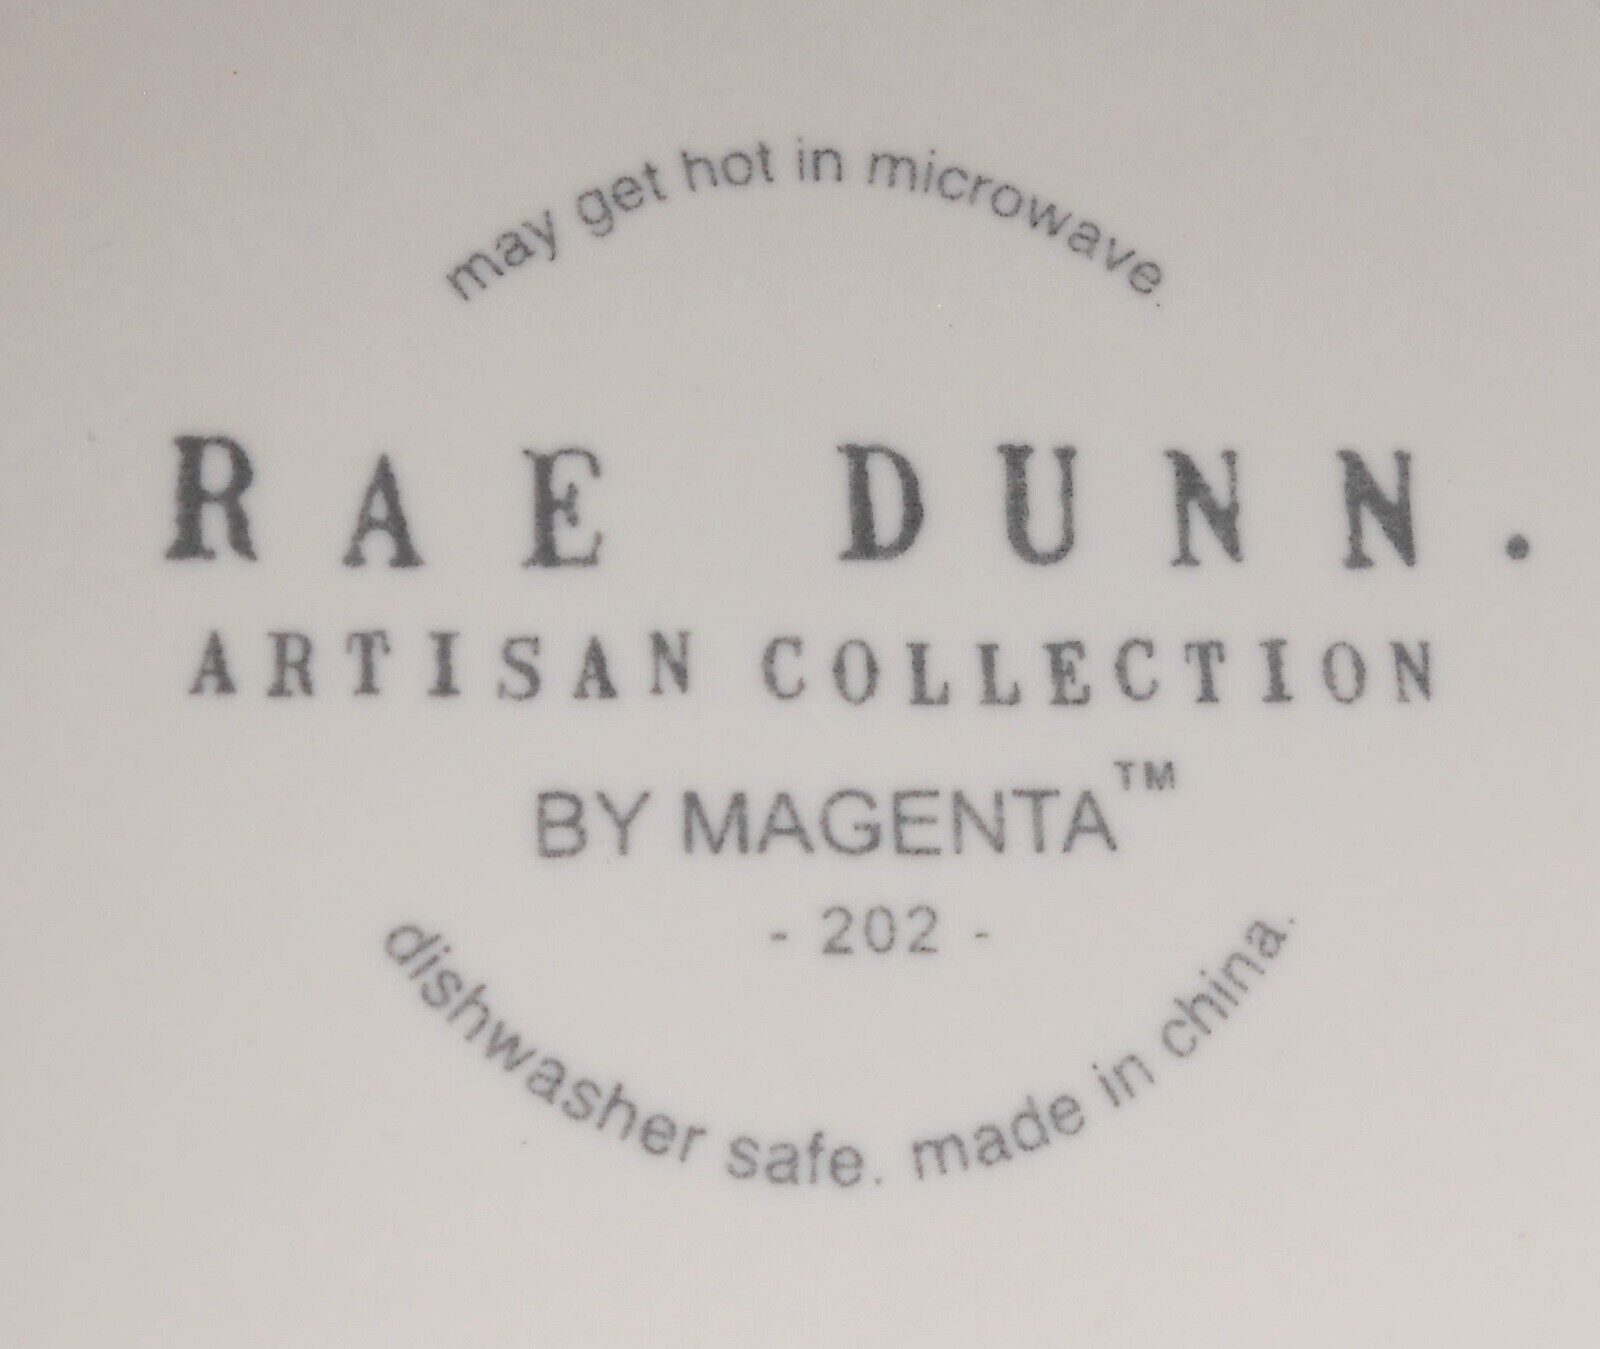 may get hot in microwave.
RAE DUNN.
ARTISAN COLLECTION
BY MAGENTA™
- 202 -
dishwasher safe. made in china.